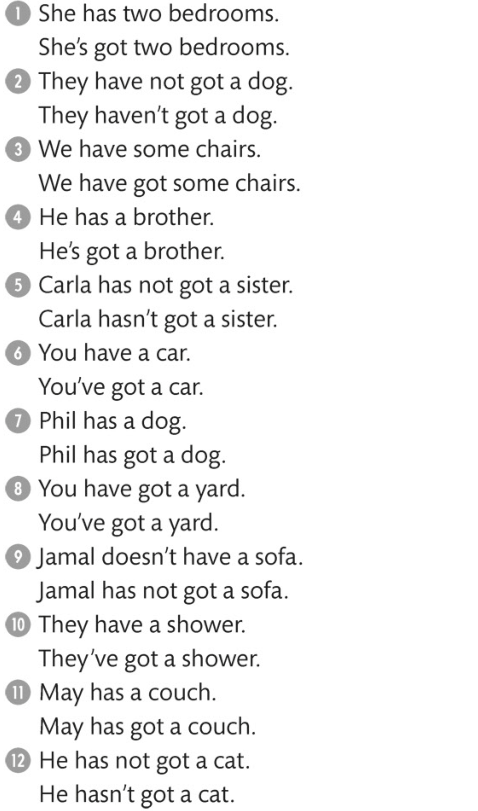 1 She has two bedrooms.
She's got two bedrooms.
2 They have not got a dog.
They haven't got a dog.
3 We have some chairs.
We have got some chairs.
4 He has a brother.
He's got a brother.
5 Carla has not got a sister.
Carla hasn't got a sister.
6 You have a car.
You've got a car.
7 Phil has a dog.
Phil has got a dog.
8 You have got a yard.
You've got a yard.
9 Jamal doesn't have a sofa.
Jamal has not got a sofa.
10 They have a shower.
They've got a shower.
11 May has a couch.
May has got a couch.
12 He has not got a cat.
He hasn't got a cat.